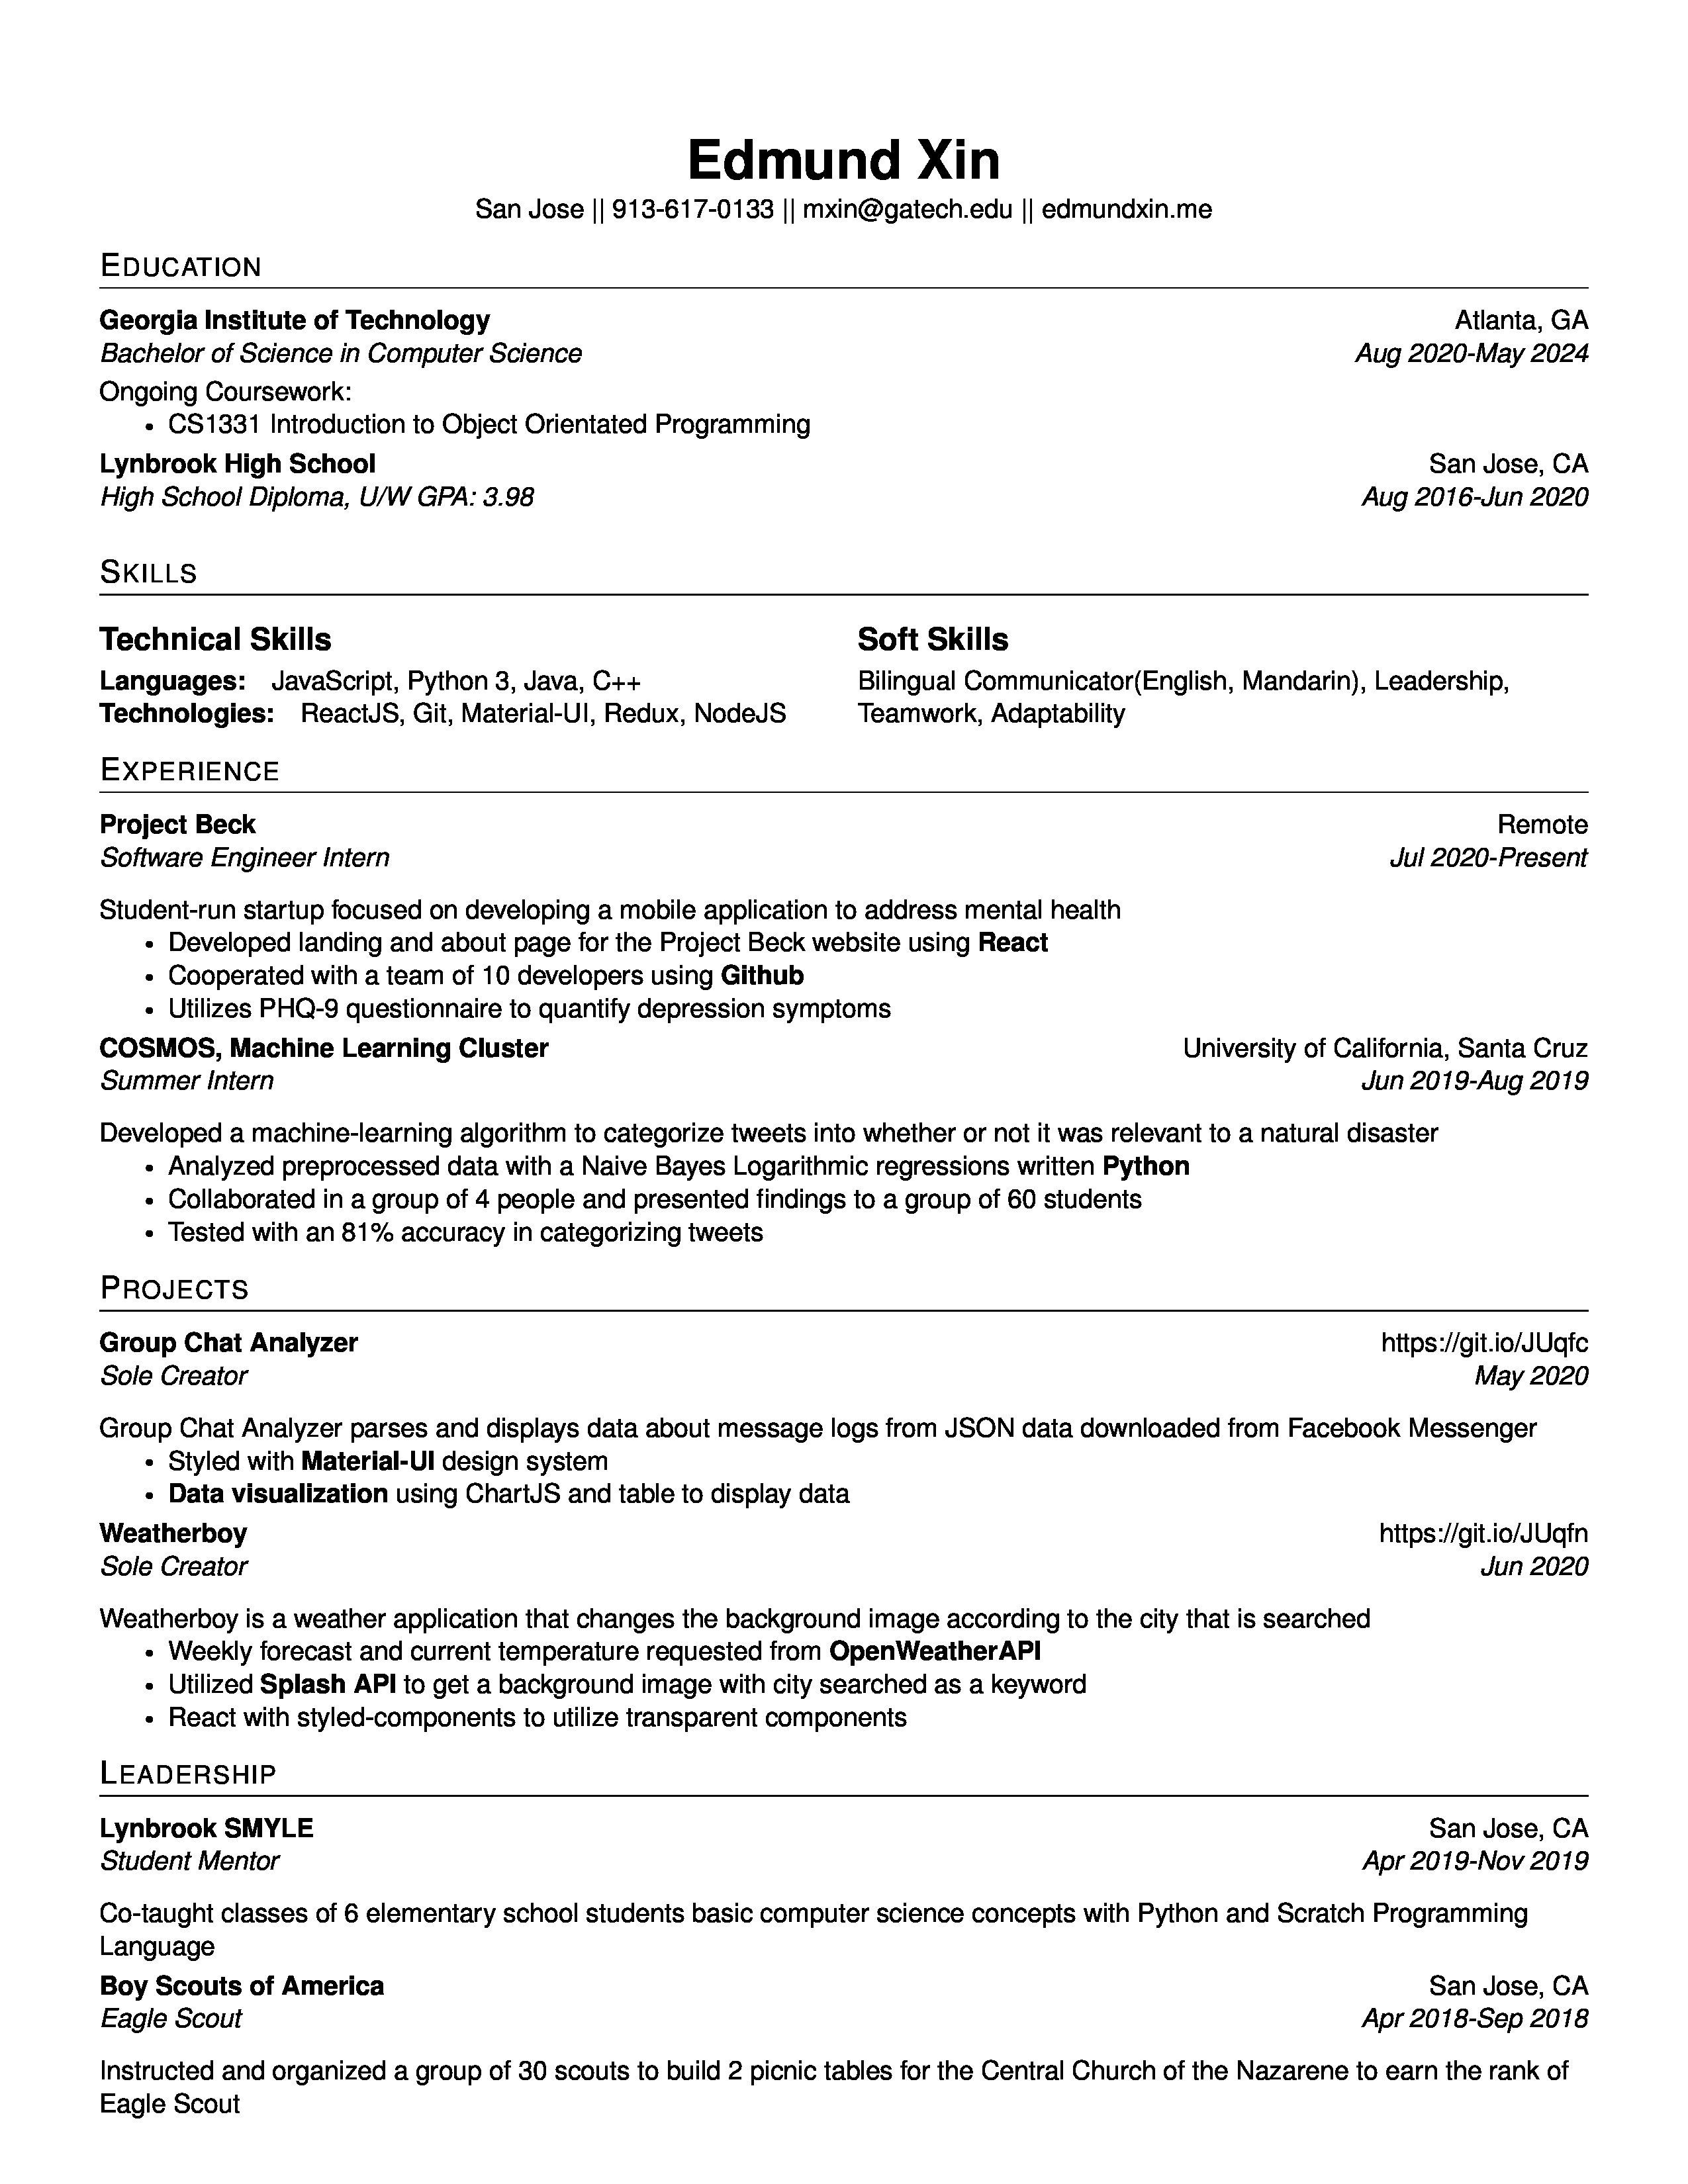 Edmund Xin
San Jose || 913-617-0133 || mxin@gatech.edu || edmundxin.me
EDUCATION
Georgia Institute of Technology Atlanta, GA
Bachelor of Science in Computer Science Aug 2020-May 2024
Ongoing Coursework:
• CS1331 Introduction to Object Orientated Programming
Lynbrook High School San Jose, CA
High School Diploma, U/W GPA: 3.98 Aug 2016-Jun 2020
SKILLS
Technical Skills Soft Skills
Languages: JavaScript, Python 3, Java, C++ Bilingual Communicator(English, Mandarin), Leadership,
Technologies: ReactJS, Git, Material-UI, Redux, NodeJS Teamwork, Adaptability
EXPERIENCE
Project Beck Remote
Software Engineer Intern Jul 2020-Present
Student-run startup focused on developing a mobile application to address mental health
• Developed landing and about page for the Project Beck website using React
• Cooperated with a team of 10 developers using Github
• Utilizes PHQ-9 questionnaire to quantify depression symptoms
COSMOS, Machine Learning Cluster University of California, Santa Cruz
Summer Intern Jun 2019-Aug 2019
Developed a machine-learning algorithm to categorize tweets into whether or not it was relevant to a natural disaster
• Analyzed preprocessed data with a Naive Bayes Logarithmic regressions written Python
• Collaborated in a group of 4 people and presented findings to a group of 60 students
• Tested with an 81% accuracy in categorizing tweets
PROJECTS
Group Chat Analyzer https://git.io/JUqfc
Sole Creator May 2020
Group Chat Analyzer parses and displays data about message logs from JSON data downloaded from Facebook Messenger
• Styled with Material-UI design system
• Data visualization using ChartJS and table to display data
Weatherboy https://git.io/JUqfn
Sole Creator Jun 2020
Weatherboy is a weather application that changes the background image according to the city that is searched
• Weekly forecast and current temperature requested from OpenWeatherAPI
• Utilized Splash API to get a background image with city searched as a keyword
• React with styled-components to utilize transparent components
LEADERSHIP
Lynbrook SMYLE San Jose, CA
Student Mentor Apr 2019-Nov 2019
Co-taught classes of 6 elementary school students basic computer science concepts with Python and Scratch Programming
Language
Boy Scouts of America San Jose, CA
Eagle Scout Apr 2018-Sep 2018
Instructed and organized a group of 30 scouts to build 2 picnic tables for the Central Church of the Nazarene to earn the rank of
Eagle Scout